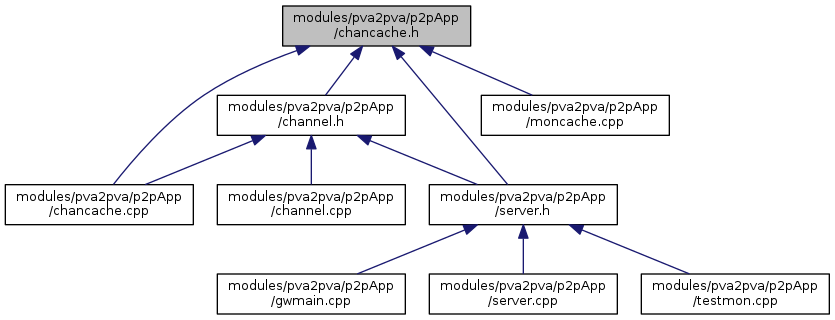 modules/pva2pva/p2pApp
/chancache.h
modules/pva2pva/p2pApp
/channel.h
modules/pva2pva/p2pApp
/moncache.cpp
modules/pva2pva/p2pApp
/chancache.cpp
modules/pva2pva/p2pApp
/channel.cpp
modules/pva2pva/p2pApp
/server.h
modules/pva2pva/p2pApp
/gwmain.cpp
modules/pva2pva/p2pApp
/server.cpp
modules/pva2pva/p2pApp
/testmon.cpp